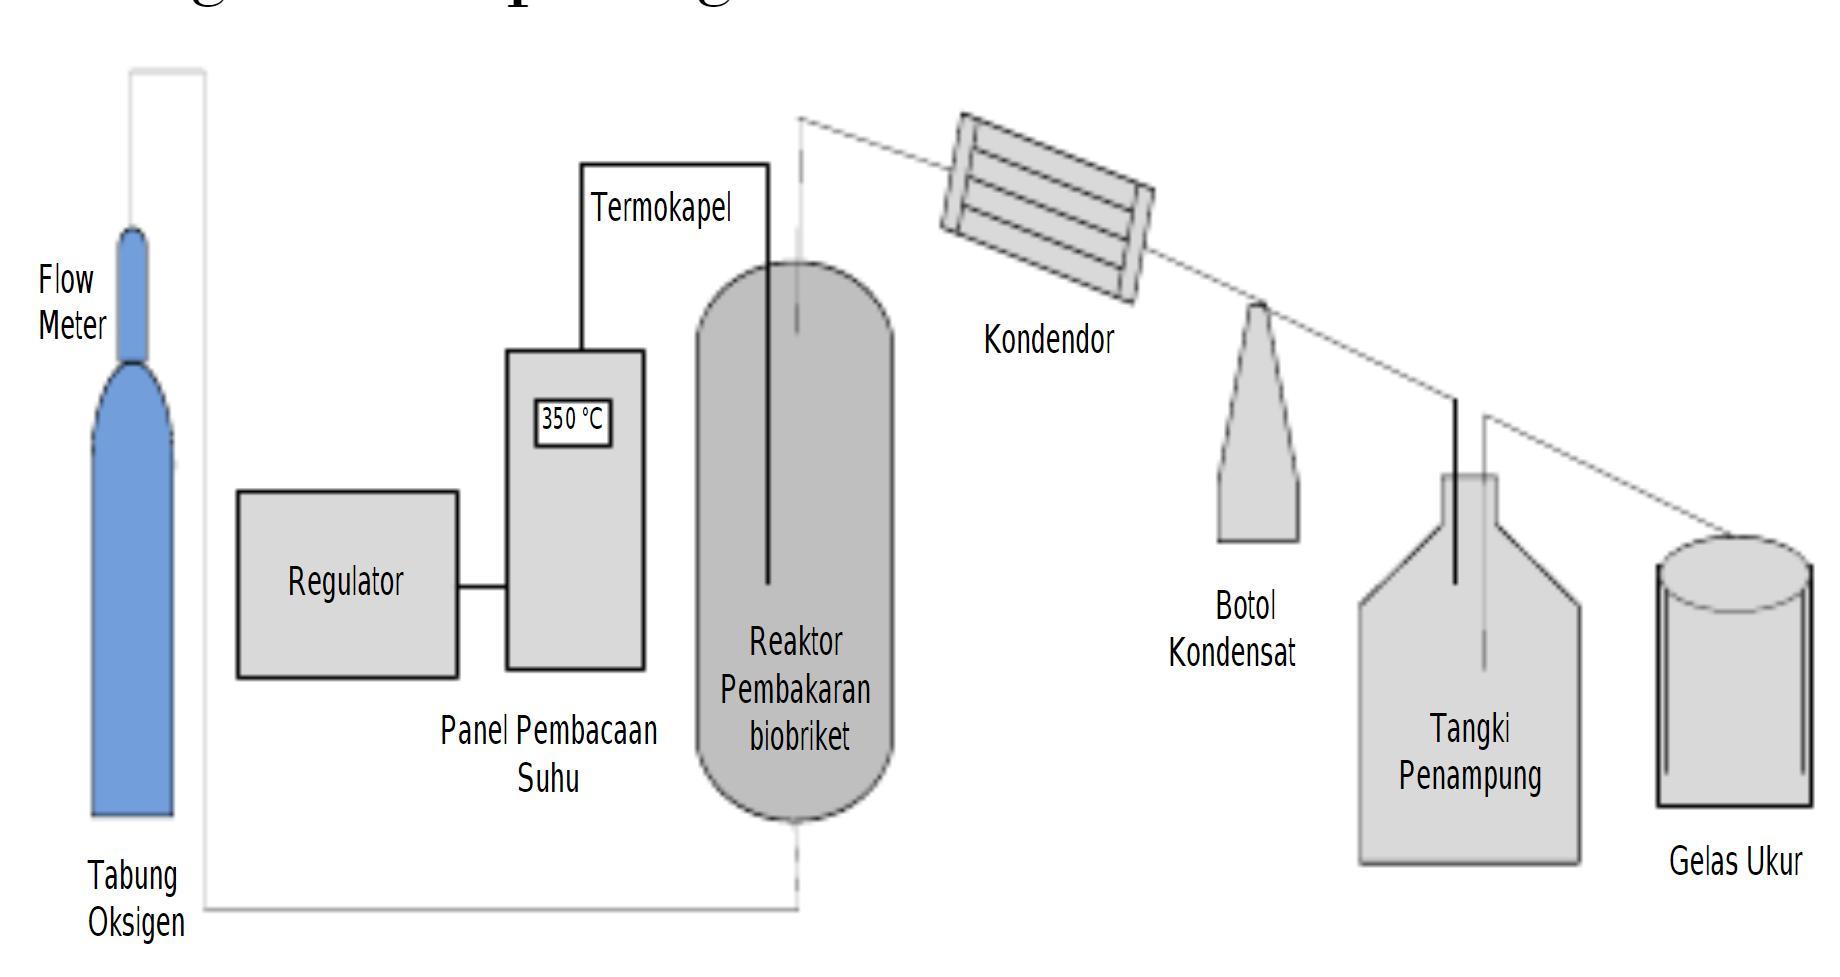 Flow
Meter
Tabung
Oksigen
Regulator
Termokapel
350 °C
Panel Pembacaan
Suhu
Reaktor
Pembakaran
biobriket
Kondendor
Botol
Kondensat
Tangki
Penampung
Gelas Ukur